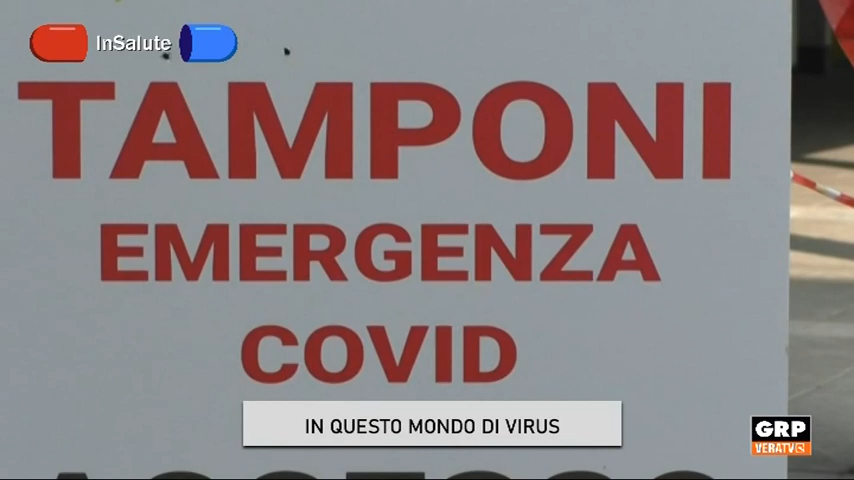 InSalute
TAMPONI
EMERGENZA
COVID
IN QUESTO MONDO DI VIRUS
GRP
VERATV